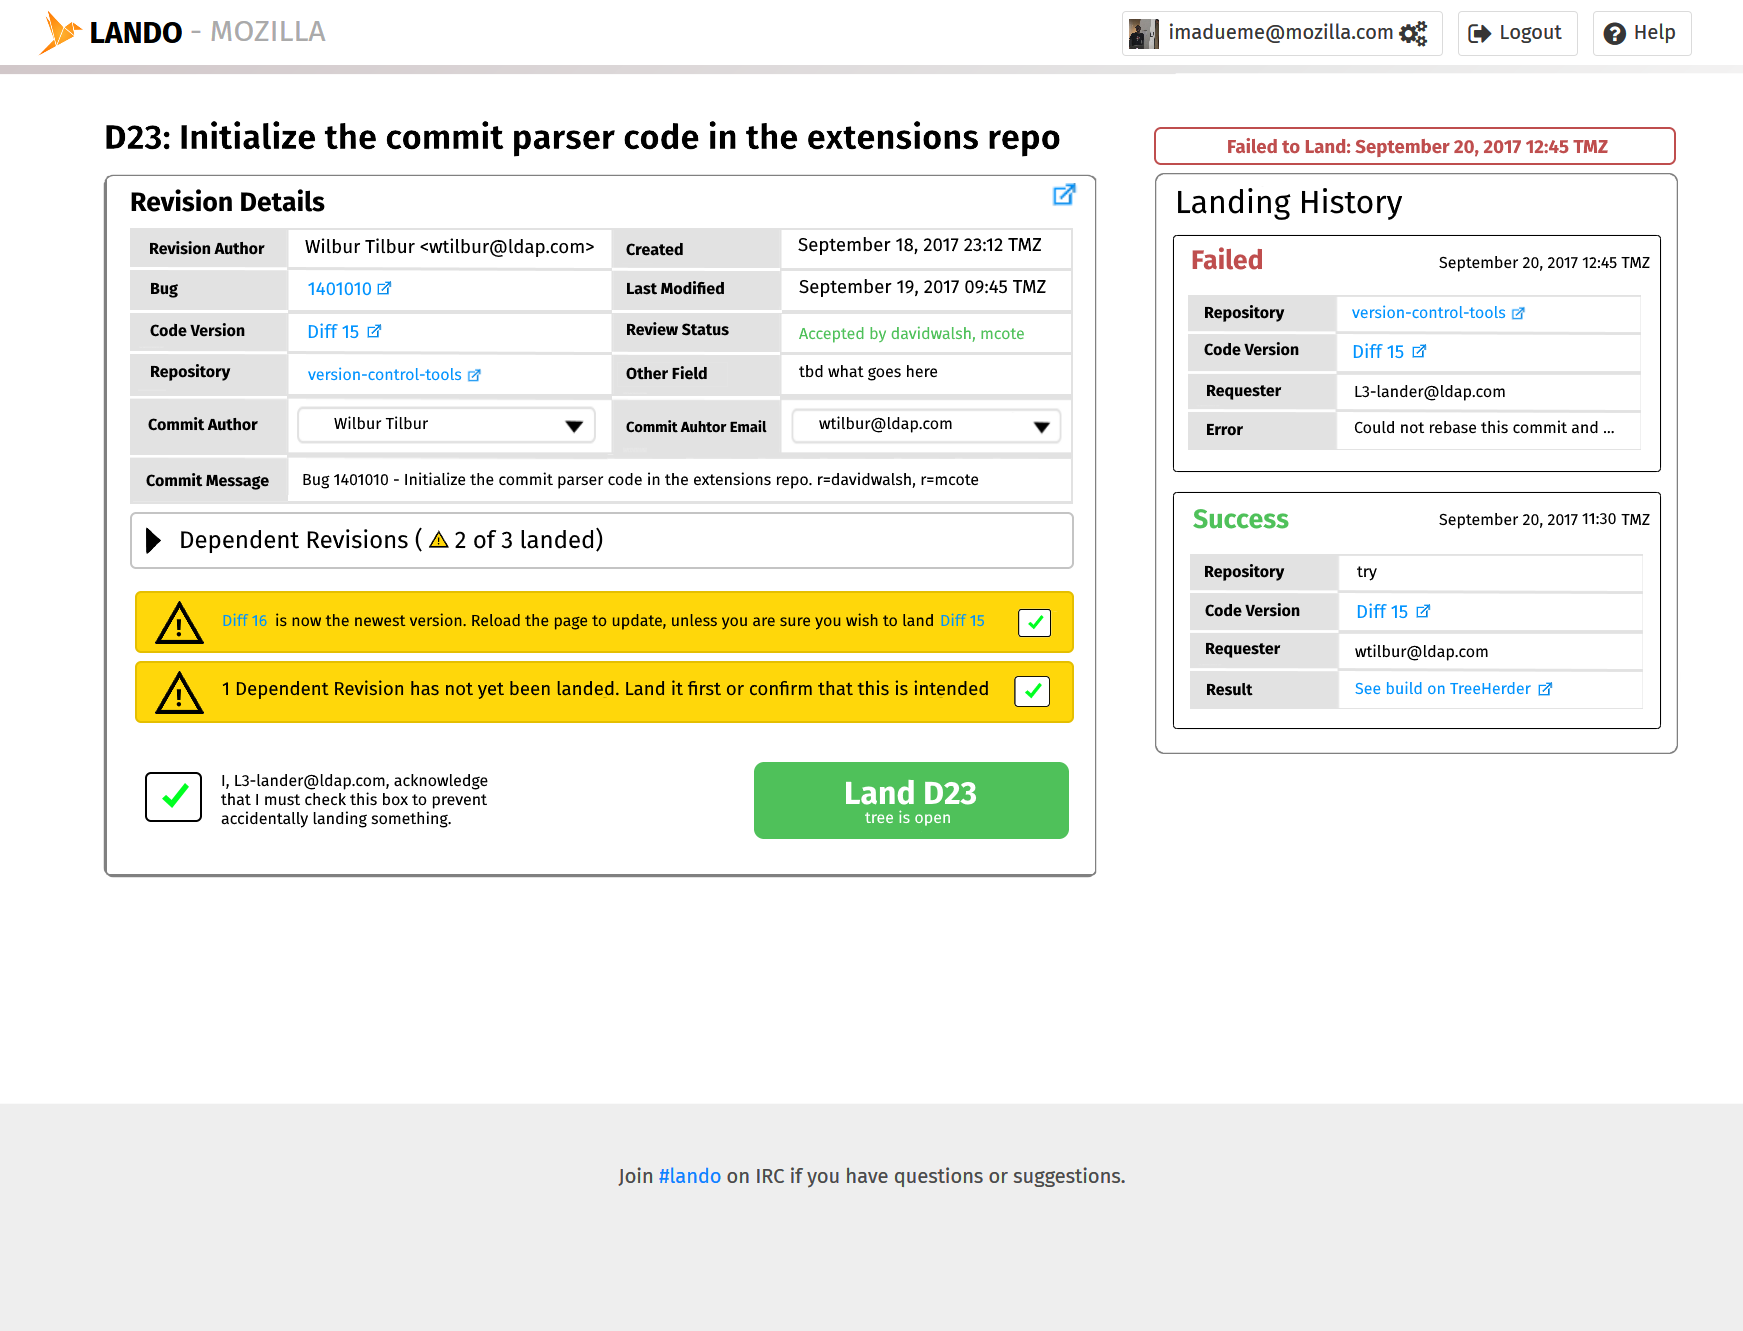 LANDO - MOZILLA
imadueme@mozilla.com
Logout
Help
D23: Initialize the commit parser code in the extensions repo
Revision Details
Revision Author Wilbur Tilbur <wtilbur@ldap.com> Created September 18, 2017 23:12 TMZ
Bug 1401010 Last Modified September 19, 2017 09:45 TMZ
Code Version Diff 15 Review Status Accepted by davidwalsh, mcote
Repository version-control-tools Other Field tbd what goes here
Commit Author Wilbur Tilbur Commit Auhtor Email wtilbur@ldap.com
Commit Message Bug 1401010 - Initialize the commit parser code in the extensions repo. r=davidwalsh, r=mcote
Dependent Revisions ( 2 of 3 landed)
Diff 16 is now the newest version. Reload the page to update, unless you are sure you wish to land Diff 15
1 Dependent Revision has not yet been landed. Land it first or confirm that this is intended
I, L3-lander@ldap.com, acknowledge
that I must check this box to prevent
accidentally landing something.
Land D23
tree is open
Failed to Land: September 20, 2017 12:45 TMZ
Landing History
Failed September 20, 2017 12:45 TMZ
Repository version-control-tools
Code Version Diff 15
Requester L3-lander@ldap.com
Error Could not rebase this commit and ...
Success September 20, 2017 11:30 TMZ
Repository try
Code Version Diff 15
Requester wtilbur@ldap.com
Result See build on TreeHerder
Join #lando on IRC if you have questions or suggestions.